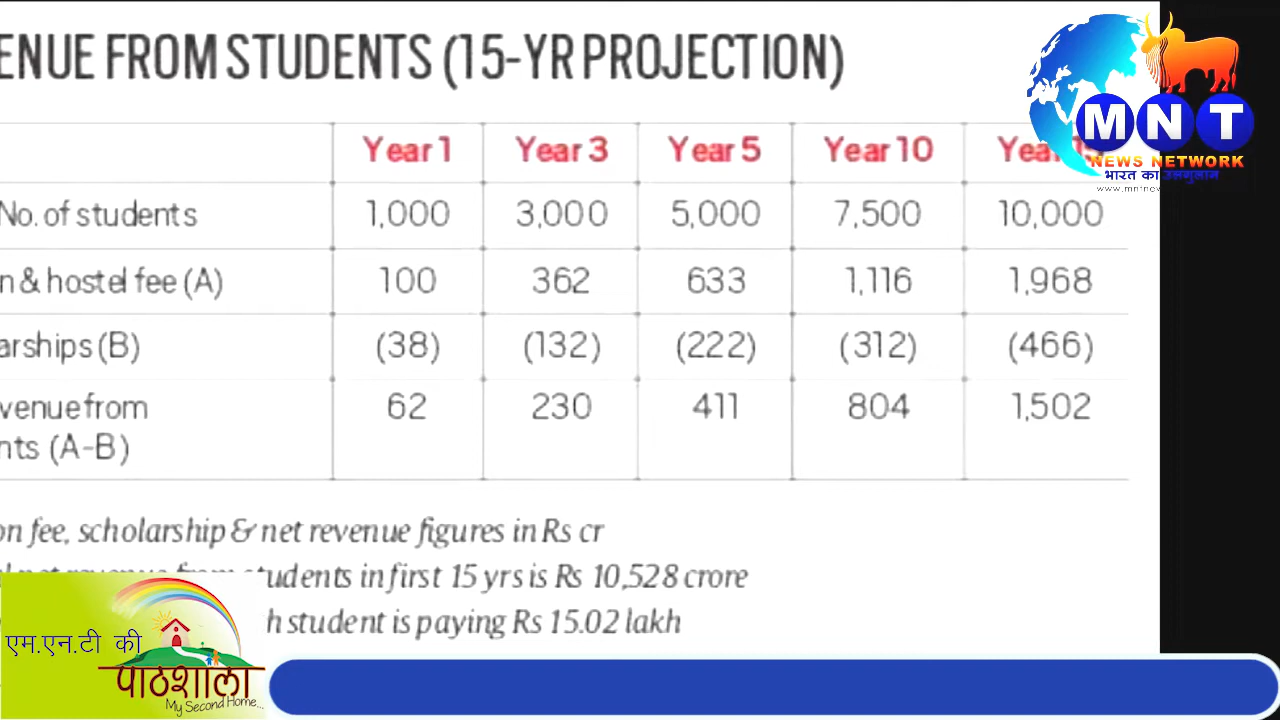 ENUE FROM STUDENTS (15-YR PROJECTION)
Year 1 Year 3 Year 5 Year 10
No. of students 1,000 3,000 5,000 7,500 10,000
n & hostel fee (A) 100 362 633 1,116 1,968
arships (B) (38) (132) (222) (312) (466)
venue from 62 230 411 804 1,502
nts (A-B)
on fee, scholarship & net revenue figures in Rs cr
students in first 15 yrs is Rs 10,528 crore
h student is paying Rs 15.02 lakh
MNT
NEWS NETWORK
भारत का उलगुलान
एम.एन.टी की
पाठशाला
My Second Home...